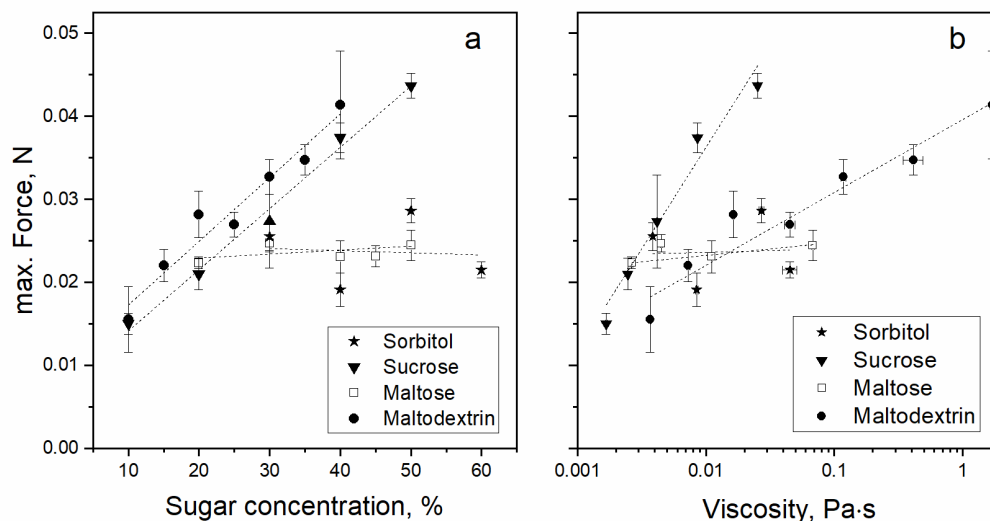 a
b
0.05
0.04
0.03
0.02
0.01
0.00
max. Force, N
10 20 30 40 50 60
Sugar concentration, %
Sorbitol
Sucrose
Maltose
Maltodextrin
0.001 0.01 0.1 1
Viscosity, Pa·s
Sorbitol
Sucrose
Maltose
Maltodextrin